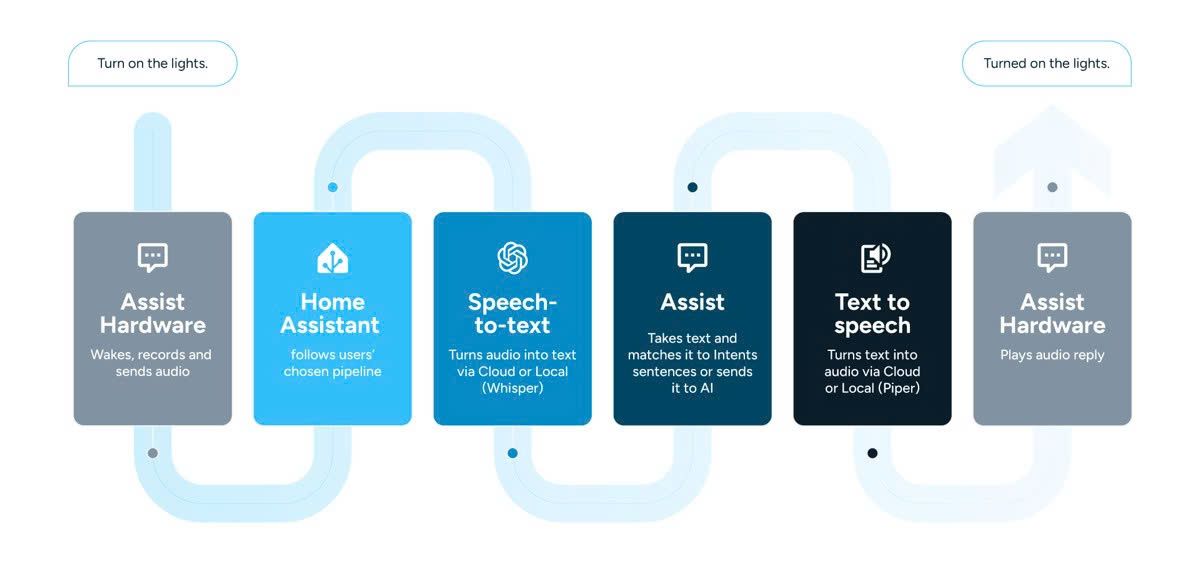 Turn on the lights.
Turned on the lights.
Assist
Hardware
Wakes, records and
sends audio
Home
Assistant
follows users'
chosen pipeline
Speech-
to-text
Turns audio into text
via Cloud or Local
(Whisper)
Assist
Takes text and
matches it to Intents
sentences or sends
it to AI
Text to
speech
Turns text into
audio via Cloud
or Local (Piper)
Assist
Hardware
Plays audio reply